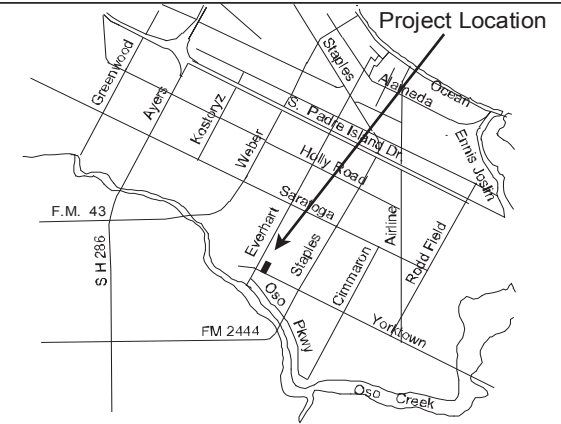 Project Location
Greenwood
Ayers
Kostoryz
Weber
Staples
Alameda
Ocean
S. Padre Island Dr.
Ennis Joslin
Holly Road
Saratoga
F.M. 43
S H 286
Everhart
Staples
Airline
Rodd Field
Cimmaron
Oso
Pkwy
FM 2444
Yorktown
Oso Creek